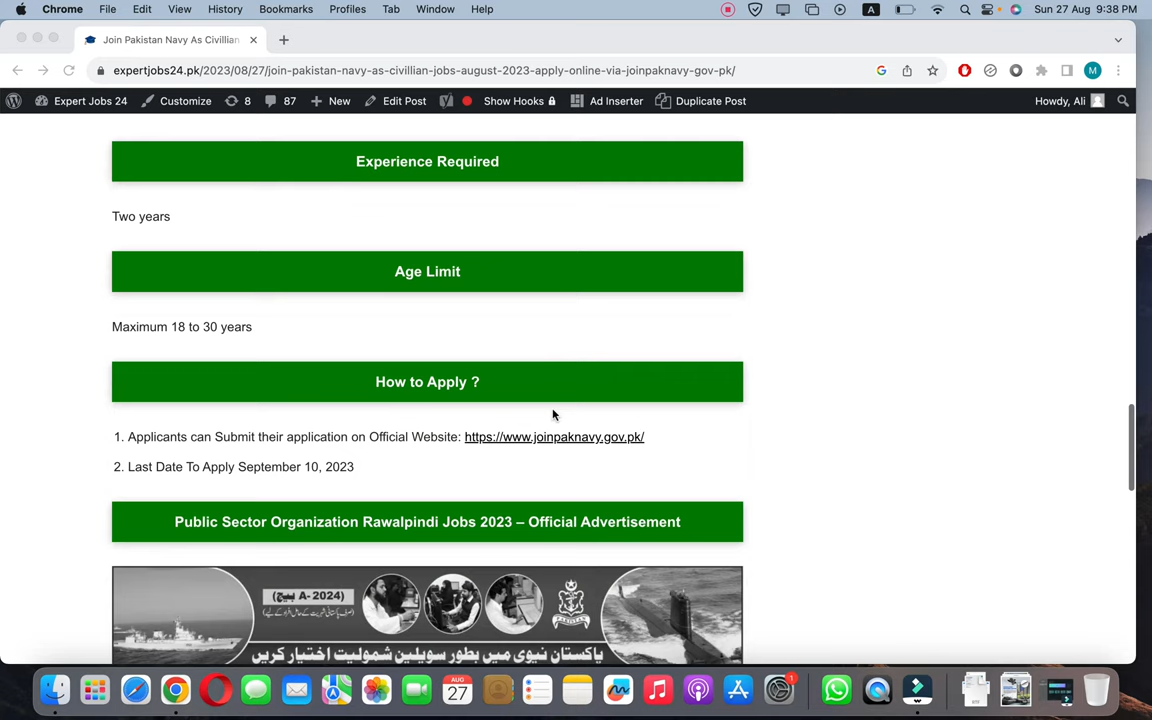 Chrome File Edit View History Bookmarks Profiles Tab Window Help A Sun 27 Aug 9:38 PM
Join Pakistan Navy As Civillian
expertjobs24.pk/2023/08/27/join-pakistan-navy-as-civillian-jobs-august-2023-apply-online-via-joinpaknavy-gov-pk/ M
Expert Jobs 24 Customize 8 87 New Edit Post Show Hooks Ad Inserter Duplicate Post Howdy, Ali
Experience Required
Two years
Age Limit
Maximum 18 to 30 years
How to Apply ?
1. Applicants can Submit their application on Official Website: https://www.joinpaknavy.gov.pk/
2. Last Date To Apply September 10, 2023
Public Sector Organization Rawalpindi Jobs 2023 – Official Advertisement
(A-2024 بیچ)
پاکستان نیوی میں بطور سویلین شمولیت اختیار کریں
AUG
27
1